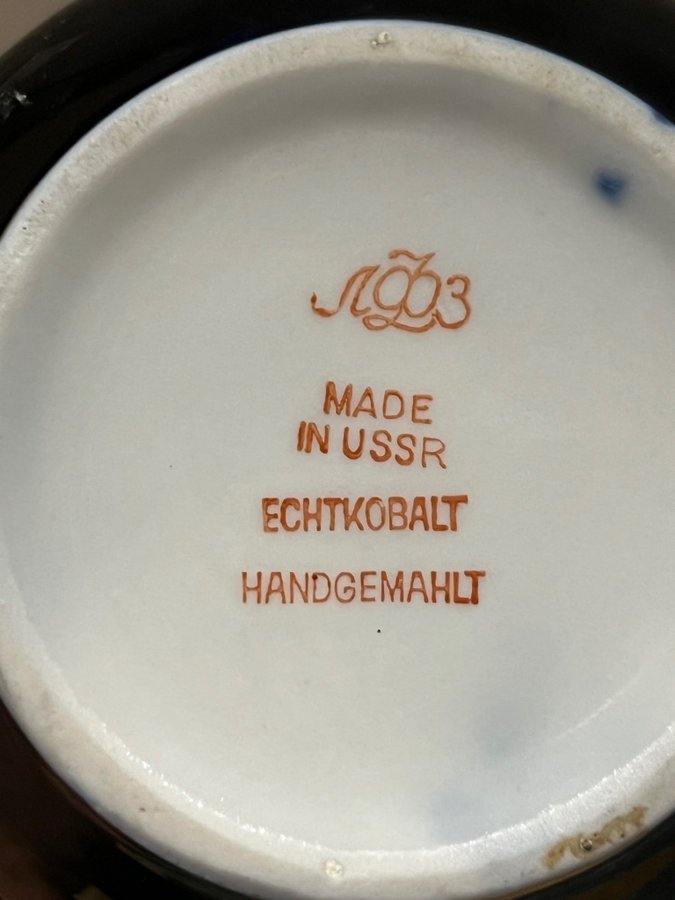 ЛФЗ
MADE
IN USSR
ECHTKOBALT
HANDGEMAHLT